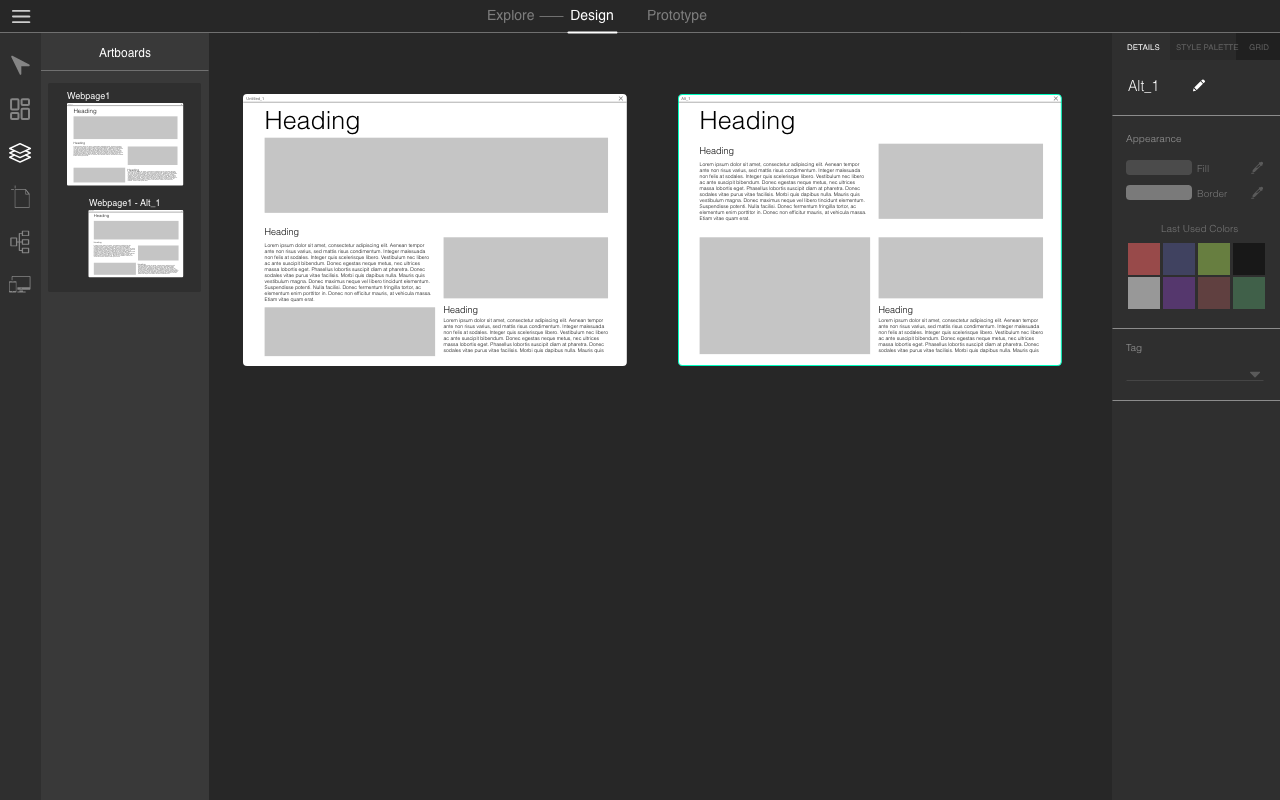 Explore
Design
Prototype
Artboards
Webpage1
Heading
Heading
Heading
Webpage1 - Alt_1
Heading
Untitled_1
Heading
Heading
Lorem ipsum dolor sit amet, consectetur adipiscing elit. Aenean tempor
ante non risus varius, sed mattis risus condimentum. Integer malesuada
non felis at sodales. Integer quis scelerisque libero. Vestibulum libero
ac ante suscipit bibendum. Donec egestas neque metus, nec ultrices
massa lobortis eget. Phasellus lobortis suscipit diam at pharetra. Donec
sodales vitae purus vitae facilisis. Morbi quis dapibus nulla. Mauris quis
vestibulum magna. Donec maximus neque vel libero tincidunt elementum.
Suspendisse potenti. Nulla facilisi. Donec fermentum fringilla tortor, ac
elementum enim porttitor in. Donec non efficitur mauris, at vehicula massa.
Etiam vitae quam erat.
Heading
Lorem ipsum dolor sit amet, consectetur adipiscing elit. Aenean tempor
ante non risus varius, sed mattis risus condimentum. Integer malesuada
non felis at sodales. Integer quis scelerisque libero. Vestibulum libero
ac ante suscipit bibendum. Donec egestas neque metus, nec ultrices
massa lobortis eget. Phasellus lobortis suscipit diam at pharetra. Donec
sodales vitae purus vitae facilisis. Morbi quis dapibus nulla. Mauris quis
Alt_1
Heading
Heading
Lorem ipsum dolor sit amet, consectetur adipiscing elit. Aenean tempor
ante non risus varius, sed mattis risus condimentum. Integer malesuada
non felis at sodales. Integer quis scelerisque libero. Vestibulum libero
ac ante suscipit bibendum. Donec egestas neque metus, nec ultrices
massa lobortis eget. Phasellus lobortis suscipit diam at pharetra. Donec
sodales vitae purus vitae facilisis. Morbi quis dapibus nulla. Mauris quis
vestibulum magna. Donec maximus neque vel libero tincidunt elementum.
Suspendisse potenti. Nulla facilisi. Donec fermentum fringilla tortor, ac
elementum enim porttitor in. Donec non efficitur mauris, at vehicula massa.
Etiam vitae quam erat.
Heading
Lorem ipsum dolor sit amet, consectetur adipiscing elit. Aenean tempor
ante non risus varius, sed mattis risus condimentum. Integer malesuada
non felis at sodales. Integer quis scelerisque libero. Vestibulum libero
ac ante suscipit bibendum. Donec egestas neque metus, nec ultrices
massa lobortis eget. Phasellus lobortis suscipit diam at pharetra. Donec
sodales vitae purus vitae facilisis. Morbi quis dapibus nulla. Mauris quis
DETAILS
STYLE PALETTE
GRID
Alt_1
Appearance
Fill
Border
Last Used Colors
Tag